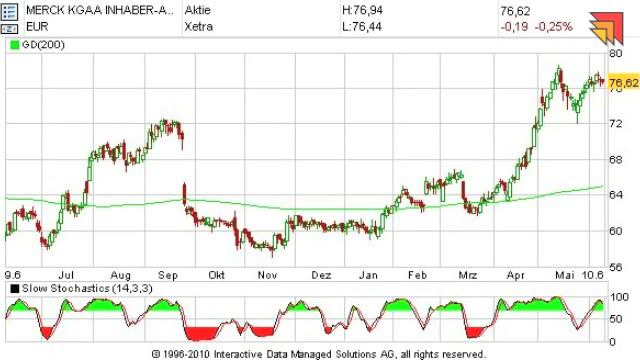 MERCK KGAA INHABER-A... Aktie H:76,94 76,62
EUR Xetra L:76,44 -0,19 -0,25%
GD(200)
80
76,62
72
68
64
60
56
9.6 Jul Aug Sep Okt Nov Dez Jan Feb Mrz Apr Mai 10.6
Slow Stochastics (14,3,3)
100
50
0
© 1996-2010 Interactive Data Managed Solutions AG, all rights reserved.